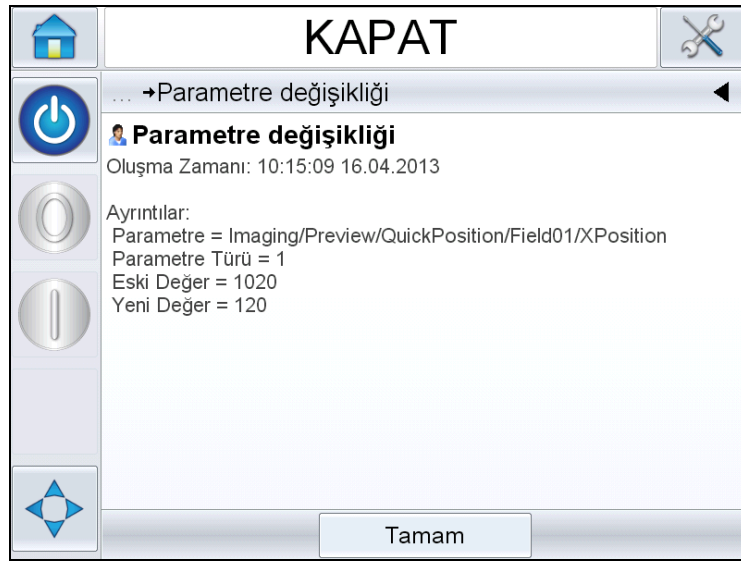 KAPAT
... →Parametre değişikliği
Parametre değişikliği
Oluşma Zamanı: 10:15:09 16.04.2013
Ayrıntılar:
Parametre = Imaging/Preview/QuickPosition/Field01/XPosition
Parametre Türü = 1
Eski Değer = 1020
Yeni Değer = 120
Tamam